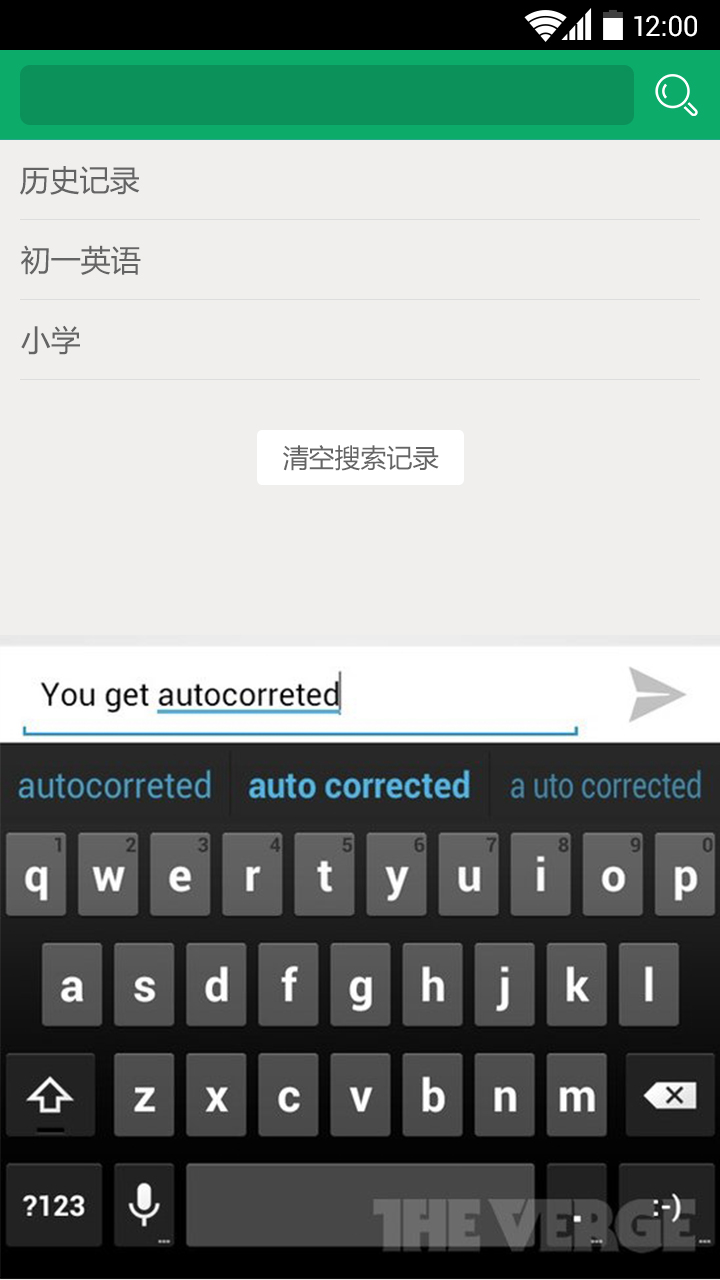 12:00
历史记录
初一英语
小学
清空搜索记录
You get autocorreted
autocorreted auto corrected a uto corrected
1 2 3 4 5 6 7 8 9 0
q w e r t y u i o p
a s d f g h j k l
z x c v b n m
?123 . :-)
THE VERGE